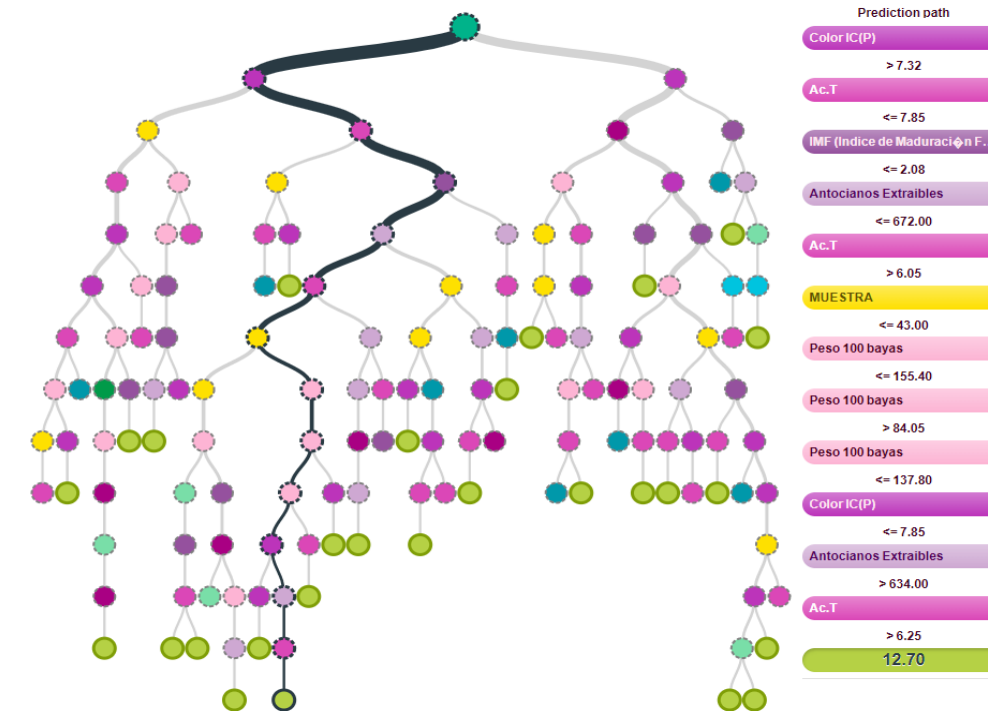 Prediction path
Color IC(P)
> 7.32
Ac.T
<= 7.85
IMF (Indice de Maduraci�n F.
<= 2.08
Antocianos Extraibles
<= 672.00
Ac.T
> 6.05
MUESTRA
<= 43.00
Peso 100 bayas
<= 155.40
Peso 100 bayas
> 84.05
Peso 100 bayas
<= 137.80
Color IC(P)
<= 7.85
Antocianos Extraibles
> 634.00
Ac.T
> 6.25
12.70